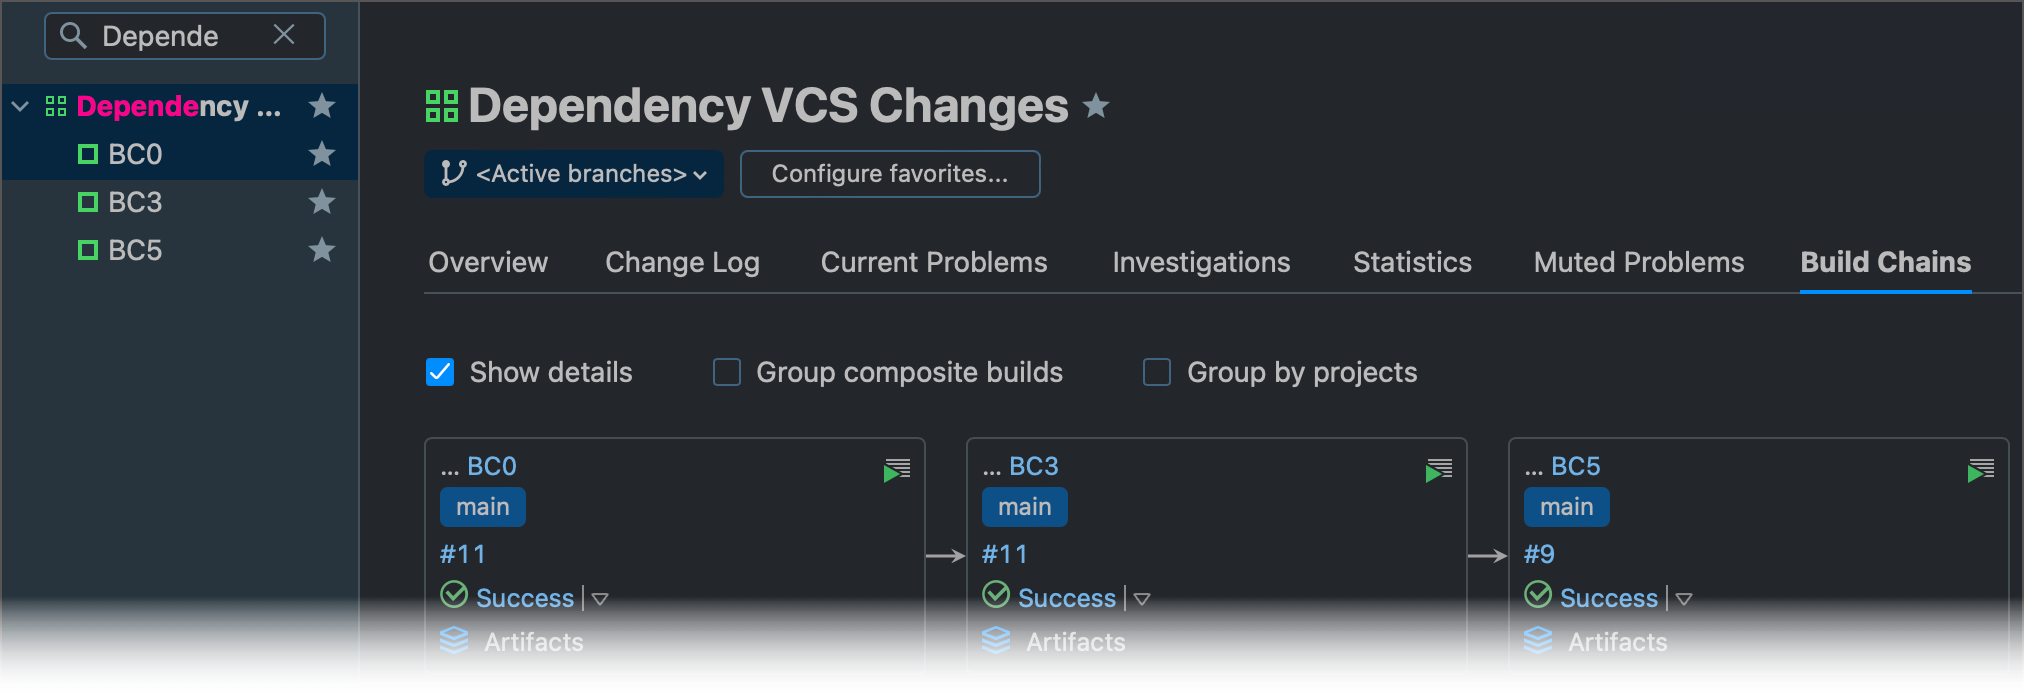 Depende
Dependency ...
BC0
BC3
BC5
Dependency VCS Changes
<Active branches>
Configure favorites...
Overview Change Log Current Problems Investigations Statistics Muted Problems Build Chains
Show details Group composite builds Group by projects
... BC0
main
#11
Success
Artifacts
... BC3
main
#11
Success
Artifacts
... BC5
main
#9
Success
Artifacts